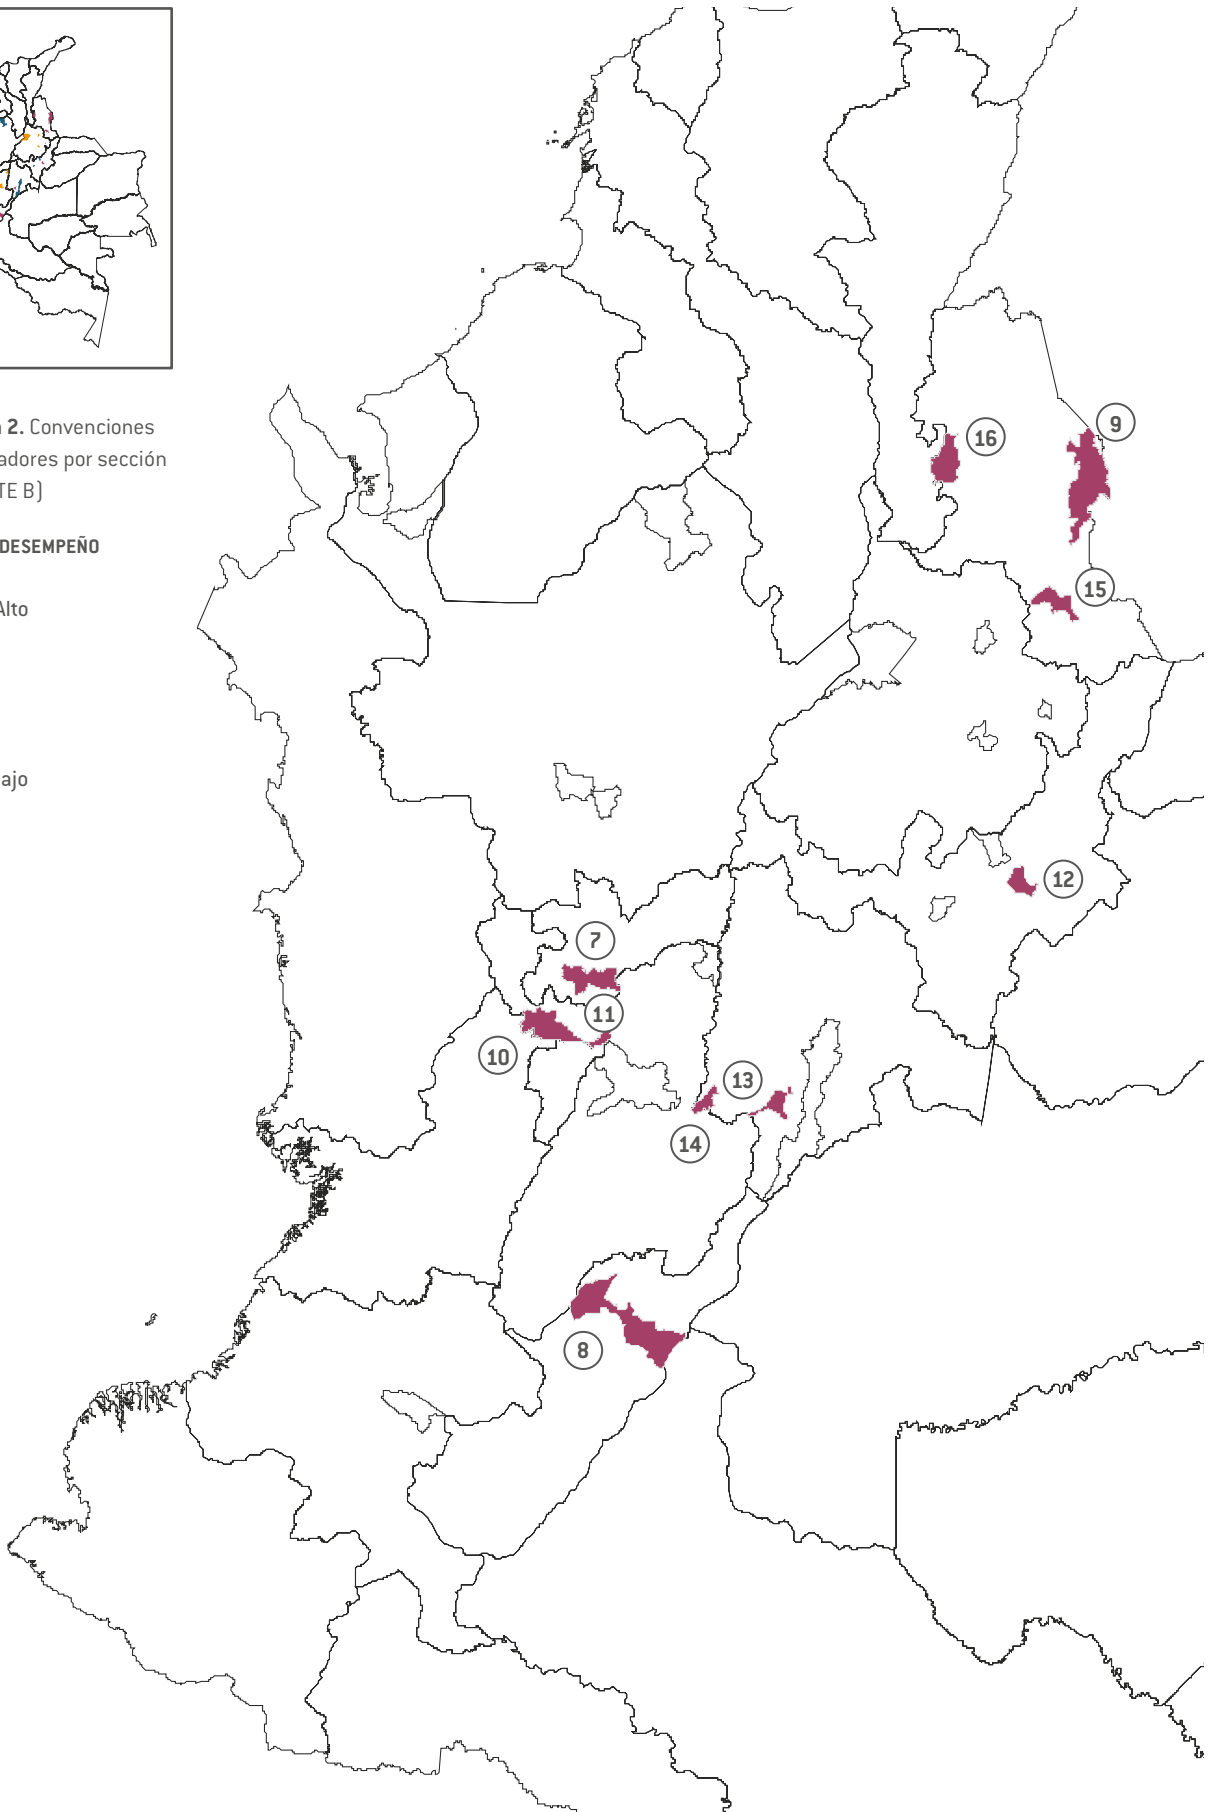 2. Convenciones
adores por sección
TE B)
DESEMPEÑO
Alto
ajo
16
9
15
12
7
11
10
13
14
8